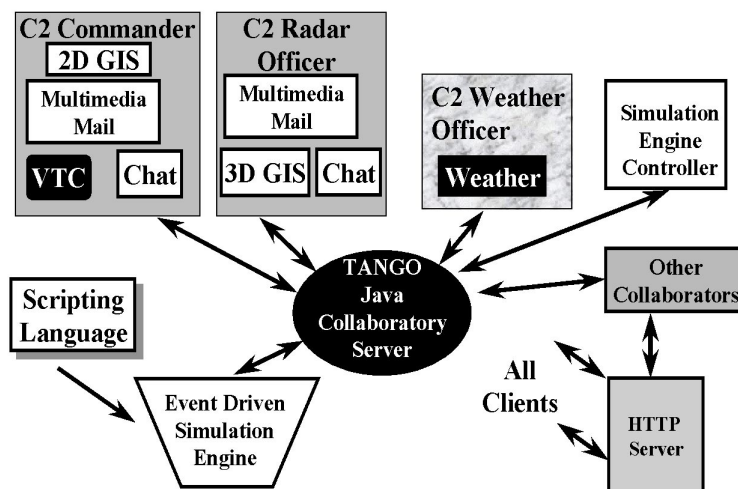 C2 Commander
2D GIS
Multimedia
Mail
VTC
Chat
C2 Radar
Officer
Multimedia
Mail
3D GIS
Chat
C2 Weather
Officer
Weather
Simulation
Engine
Controller
TANGO
Java
Collaboratory
Server
Other
Collaborators
Scripting
Language
Event Driven
Simulation
Engine
All
Clients
HTTP
Server